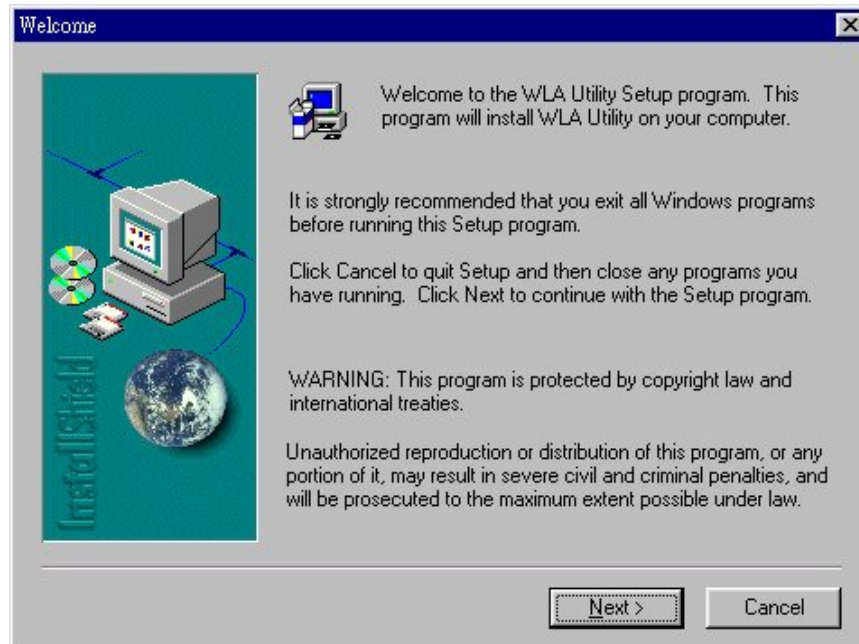 Welcome
Welcome to the WLA Utility Setup program. This
program will install WLA Utility on your computer.
It is strongly recommended that you exit all Windows programs
before running this Setup program.
Click Cancel to quit Setup and then close any programs you
have running. Click Next to continue with the Setup program.
WARNING: This program is protected by copyright law and
international treaties.
Unauthorized reproduction or distribution of this program, or any
portion of it, may result in severe civil and criminal penalties, and
will be prosecuted to the maximum extent possible under law.
InstallShield
Next >
Cancel